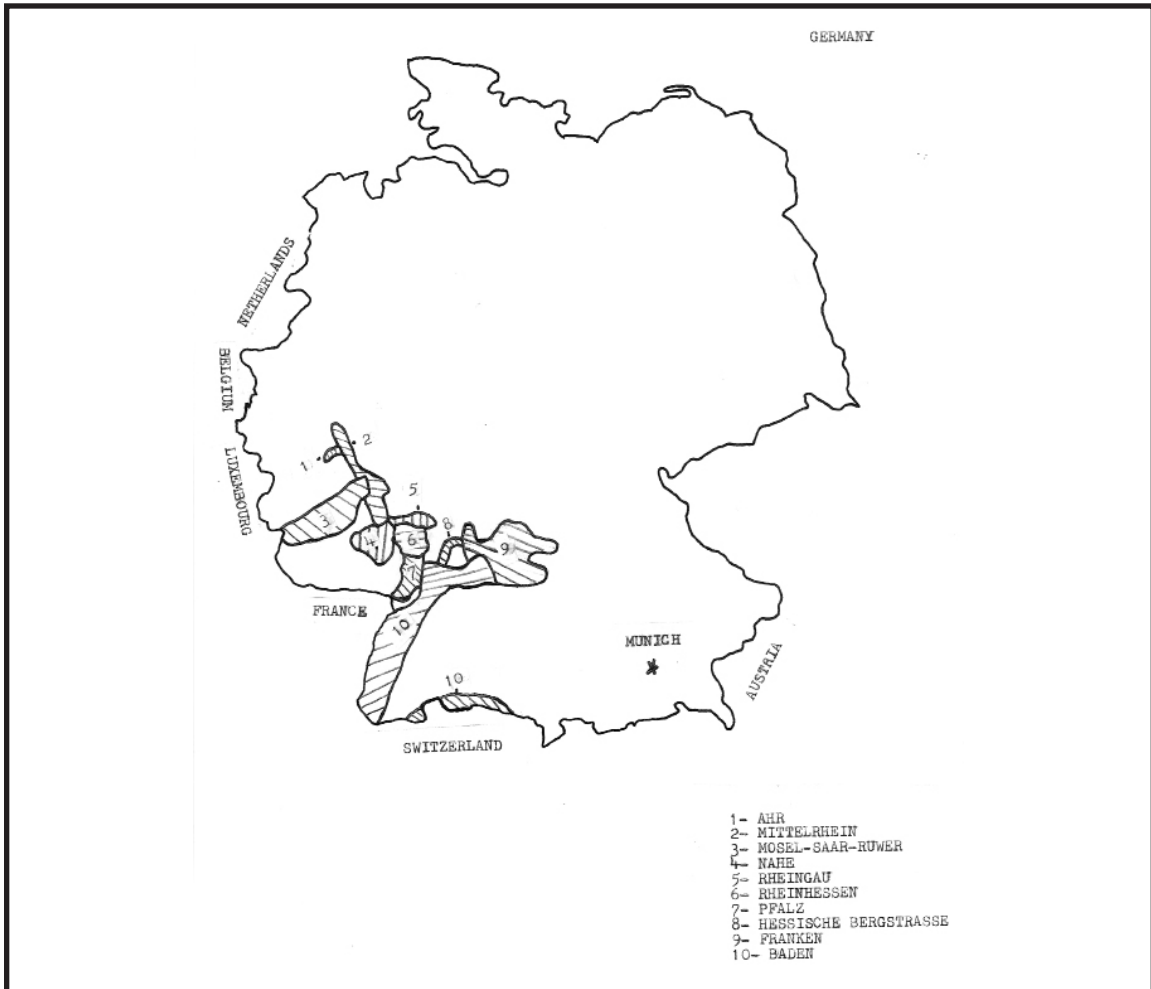 GERMANY
NETHERLANDS
BELGIUM
LUXEMBOURG
1
2
3
4
5
6
7
8
9
10
10
FRANCE
MUNICH
AUSTRIA
SWITZERLAND
1- AHR
2- MITTELRHEIN
3- MOSEL-SAAR-RUWER
4- NAHE
5- RHEINGAU
6- RHEINHESSEN
7- PFALZ
8- HESSISCHE BERGSTRASSE
9- FRANKEN
10- BADEN